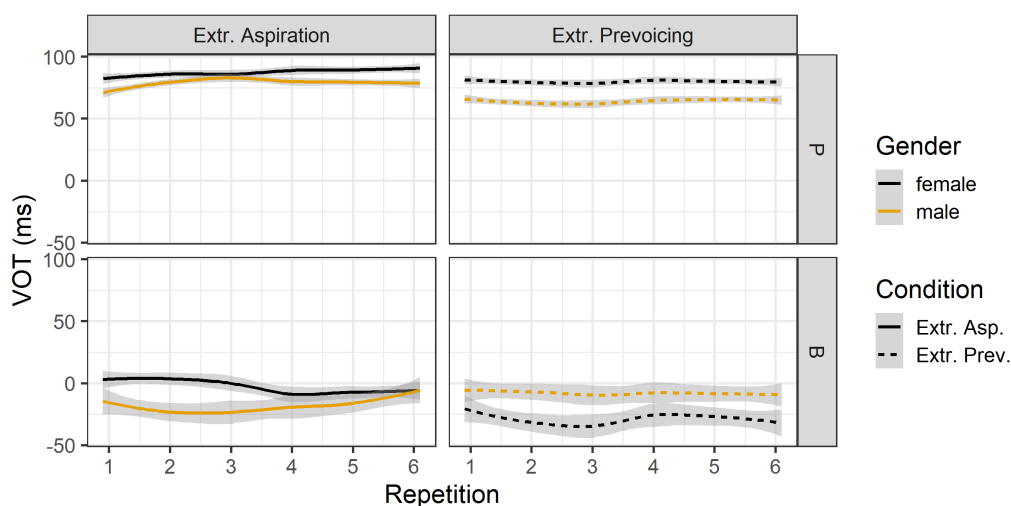 Extr. Aspiration
Extr. Prevoicing
VOT (ms)
100
50
0
-50
P
100
50
0
-50
B
1 2 3 4 5 6
1 2 3 4 5 6
Repetition
Gender
female
male
Condition
Extr. Asp.
Extr. Prev.